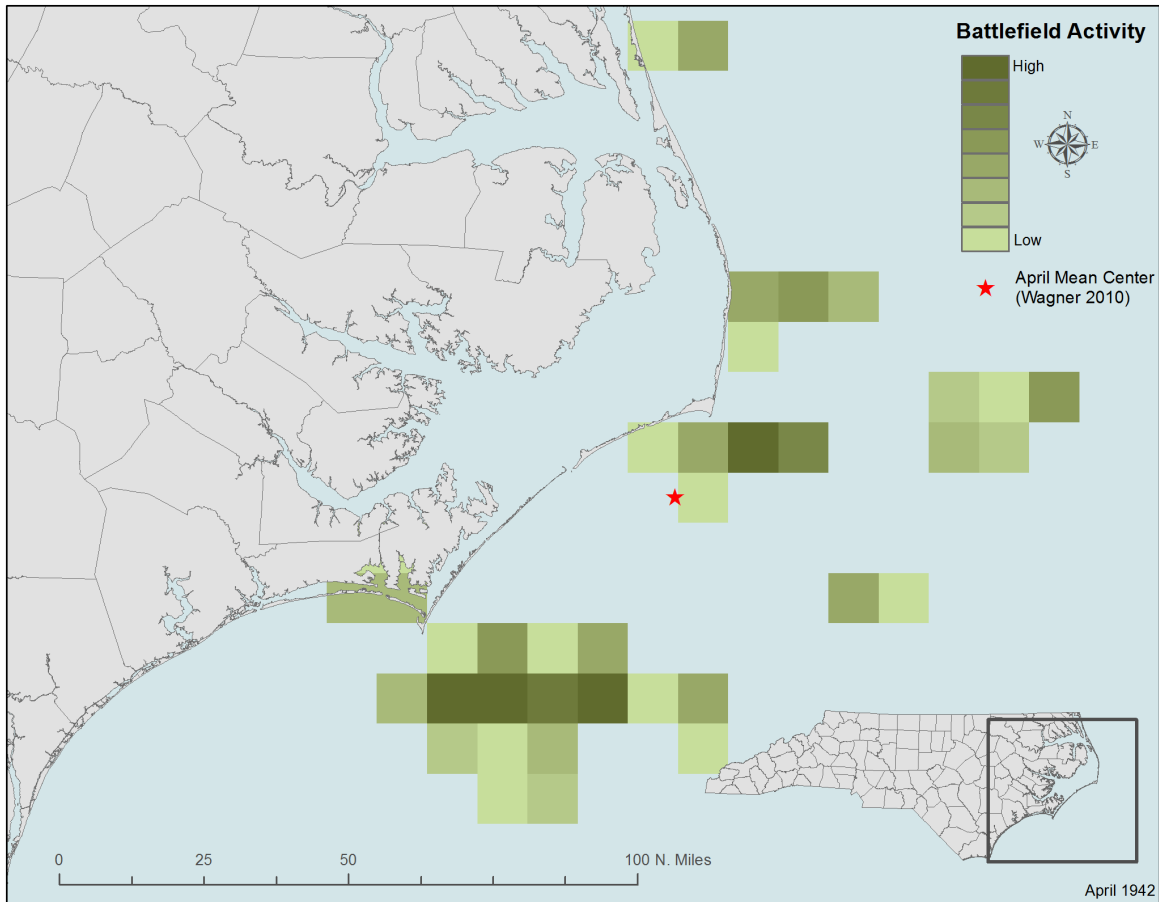 Battlefield Activity
High
N
W E
S
Low
April Mean Center
(Wagner 2010)
0 25 50 100 N. Miles
April 1942